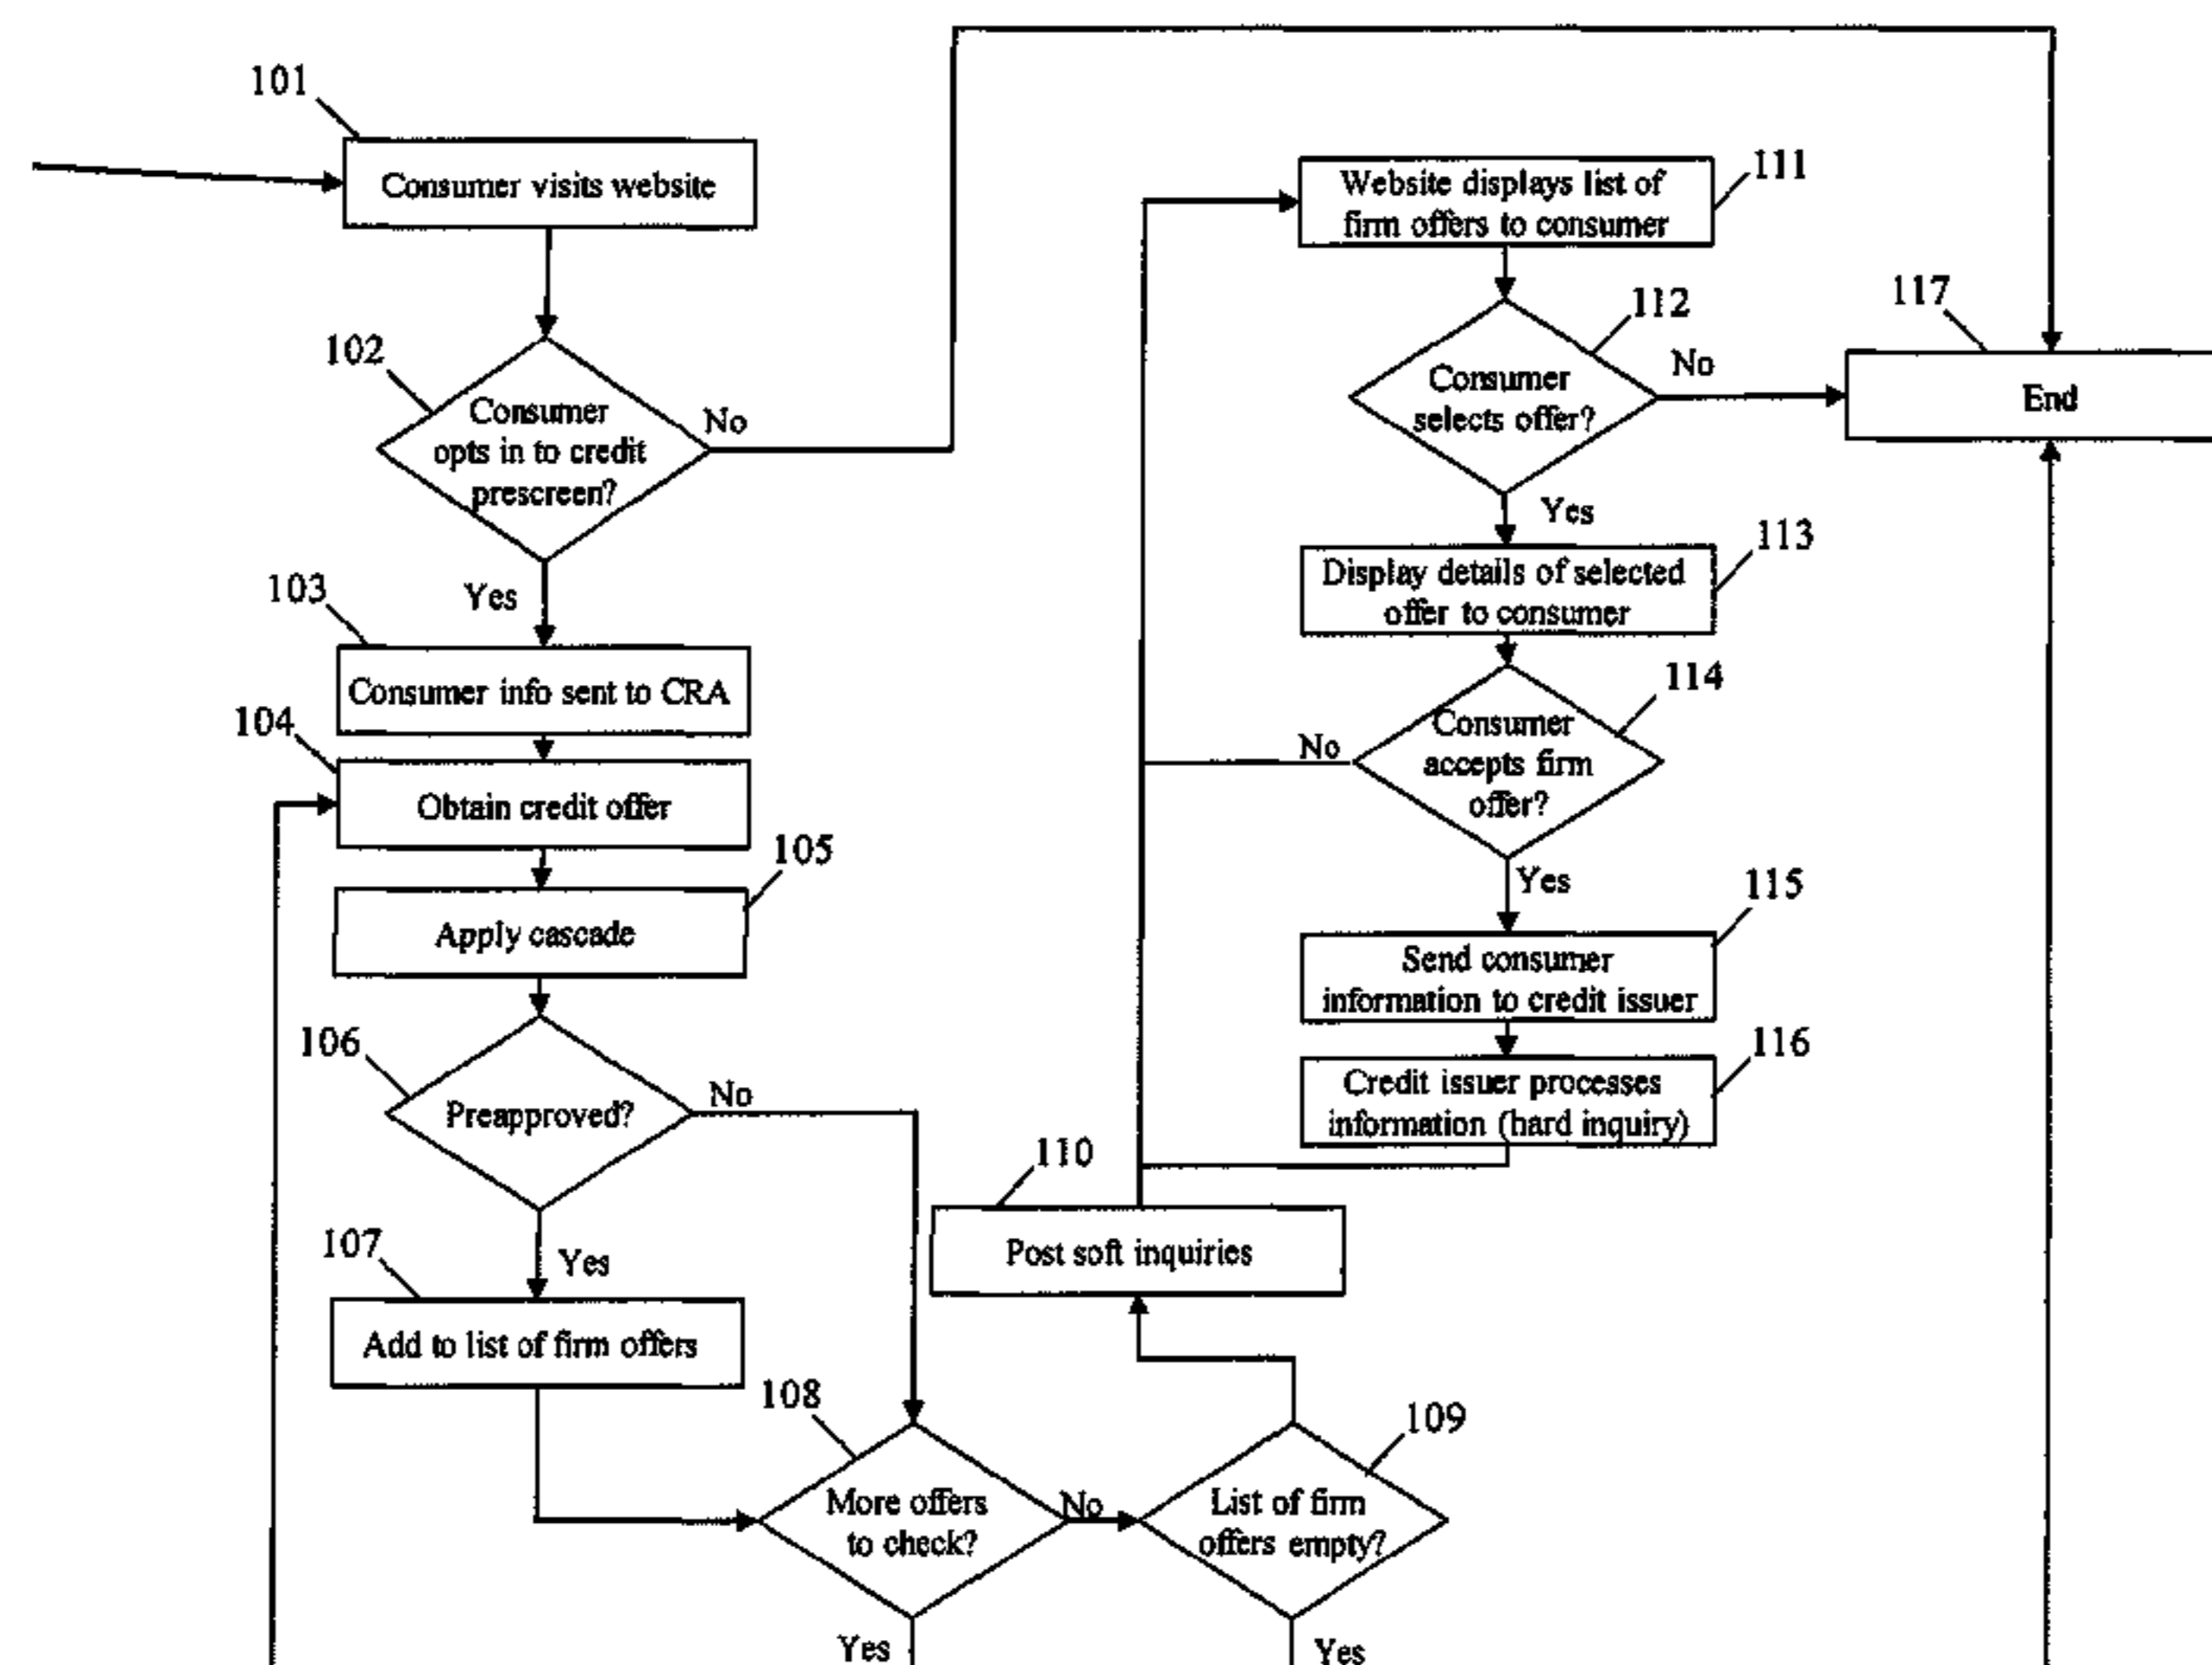 101
Consumer visits website
102
Consumer
opts in to credit
prescreen?
No
Yes
103
Consumer info sent to CRA
104
Obtain credit offer
105
Apply cascade
106
Preapproved?
No
Yes
107
Add to list of firm offers
108
More offers
to check?
No
Yes
109
List of firm
offers empty?
Yes
110
Post soft inquiries
111
Website displays list of
firm offers to consumer
112
Consumer
selects offer?
No
Yes
113
Display details of selected
offer to consumer
114
Consumer
accepts firm
offer?
No
Yes
115
Send consumer
information to credit issuer
116
Credit issuer processes
information (hard inquiry)
117
End